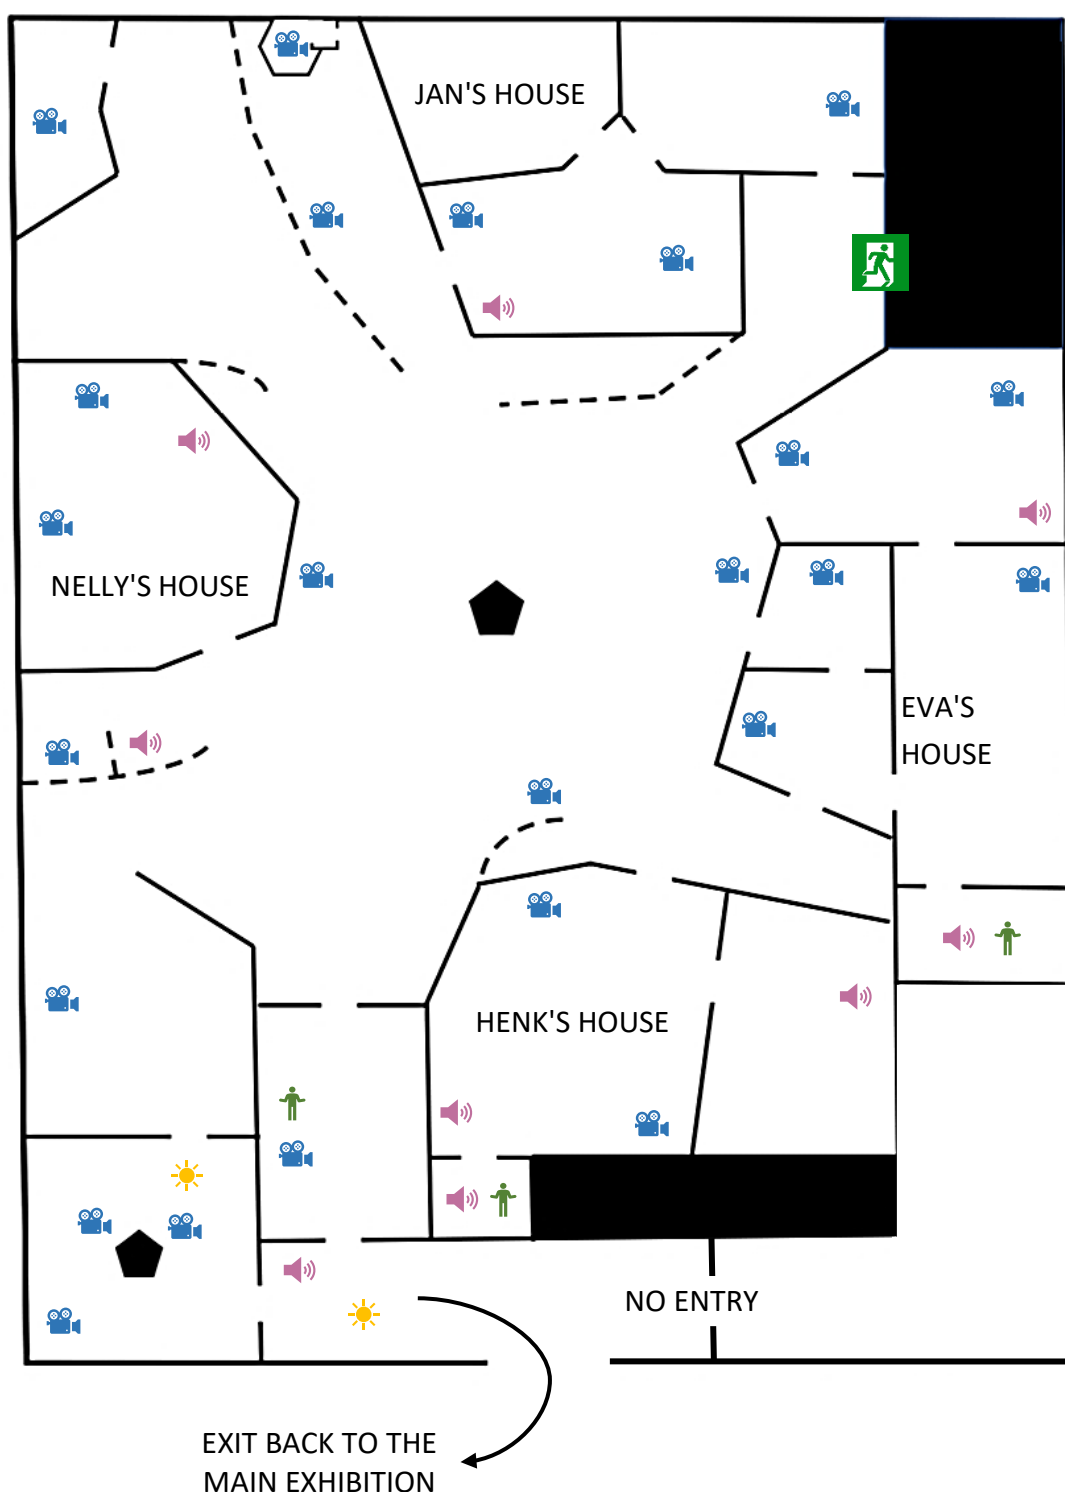 JAN'S HOUSE
NELLY'S HOUSE
EVA'S
HOUSE
HENK'S HOUSE
NO ENTRY
EXIT BACK TO THE
MAIN EXHIBITION